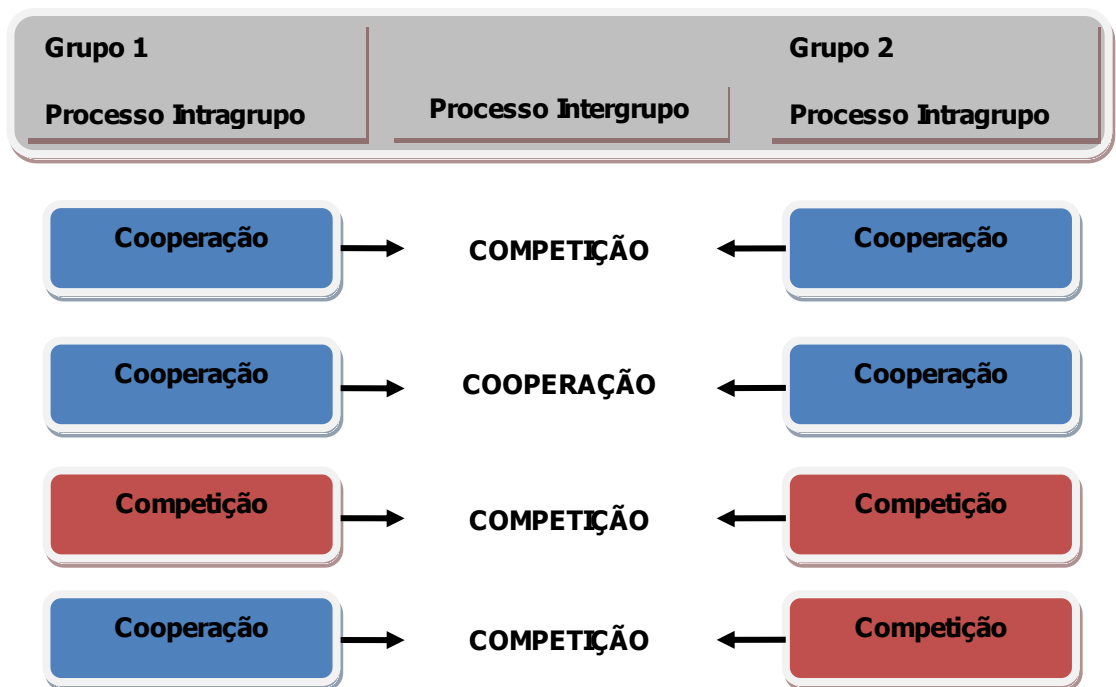 Grupo 1
Grupo 2
Processo Intragrupo
Processo Intergrupo
Processo Intragrupo
Cooperação
COMPETIÇÃO
Cooperação
Cooperação
COOPERAÇÃO
Cooperação
Competição
COMPETIÇÃO
Competição
Cooperação
COMPETIÇÃO
Competição